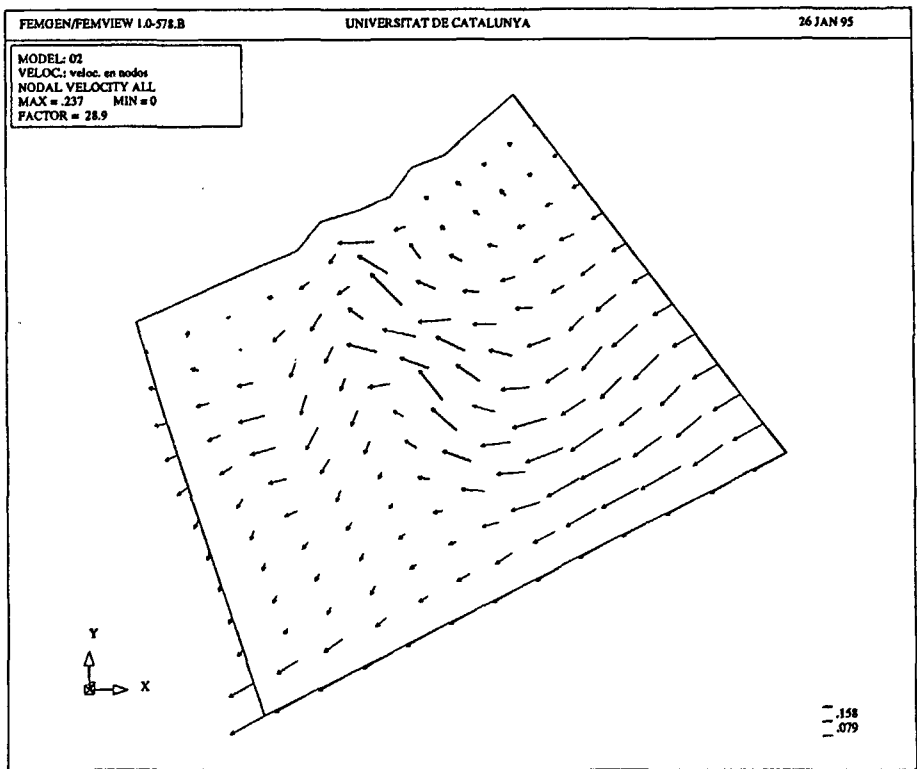 FEMGEN/FEMVIEW 1.0-578.B UNIVERSITAT DE CATALUNYA 26 JAN 95
MODEL: 02
VELOC.: veloc. en nodos
NODAL VELOCITY ALL
MAX = .237 MIN = 0
FACTOR = 28.9
Y
X
.158
.079